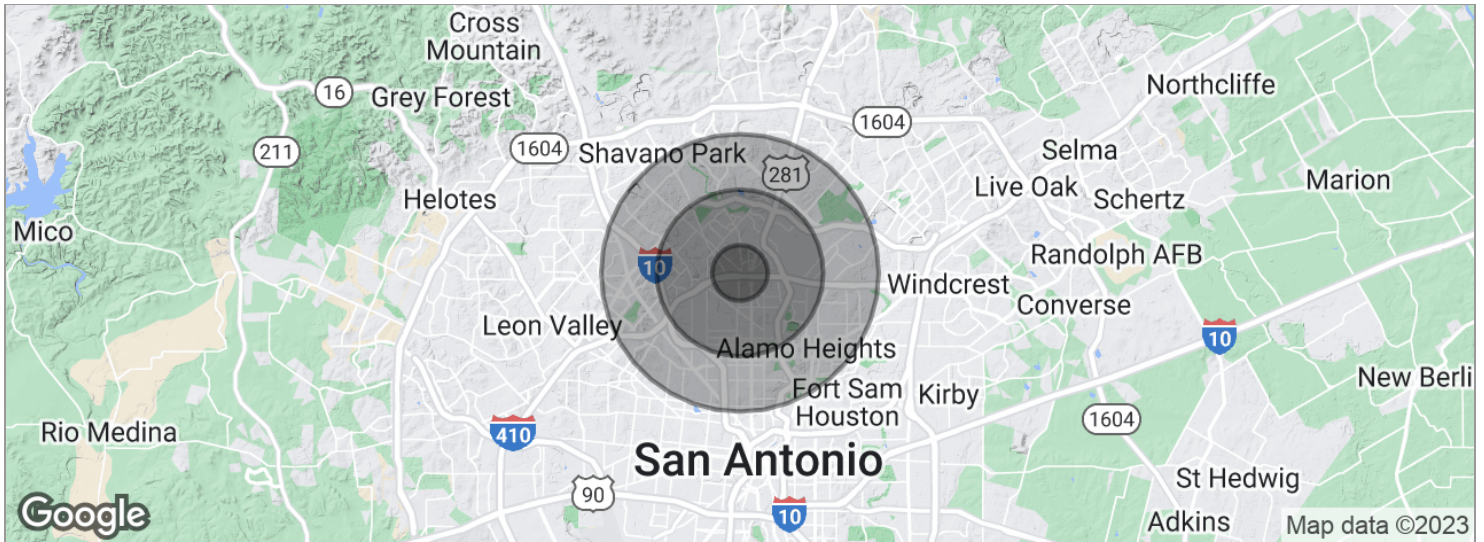 Cross
Mountain
Northcliffe
16
Grey Forest
1604
211
1604
Shavano Park
Selma
281
Marion
Live Oak
Helotes
Schertz
Mico
Randolph AFB
10
Windcrest
Converse
Leon Valley
10
Alamo Heights
New Berli
Fort Sam
Houston
Kirby
1604
Rio Medina
410
San Antonio
St Hedwig
90
Google
10
Adkins
Map data ©2023